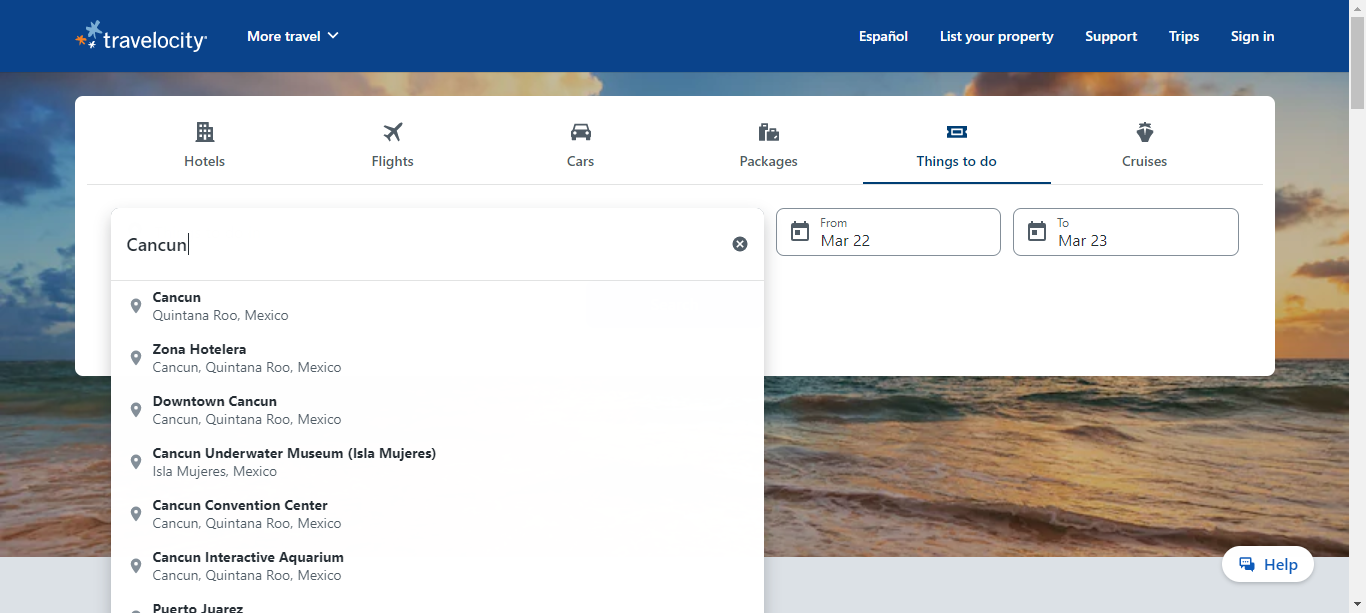 travelocity
More travel
Español
List your property
Support
Trips
Sign in
Hotels
Flights
Cars
Packages
Things to do
Cruises
Cancun
From
Mar 22
To
Mar 23
Cancun
Quintana Roo, Mexico
Zona Hotelera
Cancun, Quintana Roo, Mexico
Downtown Cancun
Cancun, Quintana Roo, Mexico
Cancun Underwater Museum (Isla Mujeres)
Isla Mujeres, Mexico
Cancun Convention Center
Cancun, Quintana Roo, Mexico
Cancun Interactive Aquarium
Cancun, Quintana Roo, Mexico
Puerto Juarez
Help